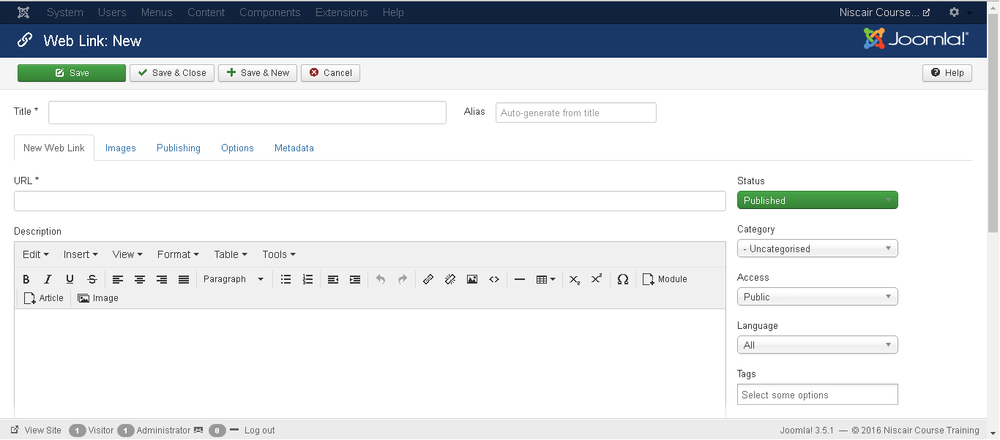 System Users Menus Content Components Extensions Help Niscair Course...
Web Link: New Joomla!®
Save Save & Close Save & New Cancel Help
Title * Alias Auto-generate from title
New Web Link Images Publishing Options Metadata
URL * Status
Published
Description Category
- Uncategorised
Edit Insert View Format Table Tools
Access
B I U S Paragraph Module
Public
Article Image
Language
All
Tags
Select some options
View Site 1 Visitor 1 Administrator 0 Log out Joomla! 3.5.1 — © 2016 Niscair Course Training